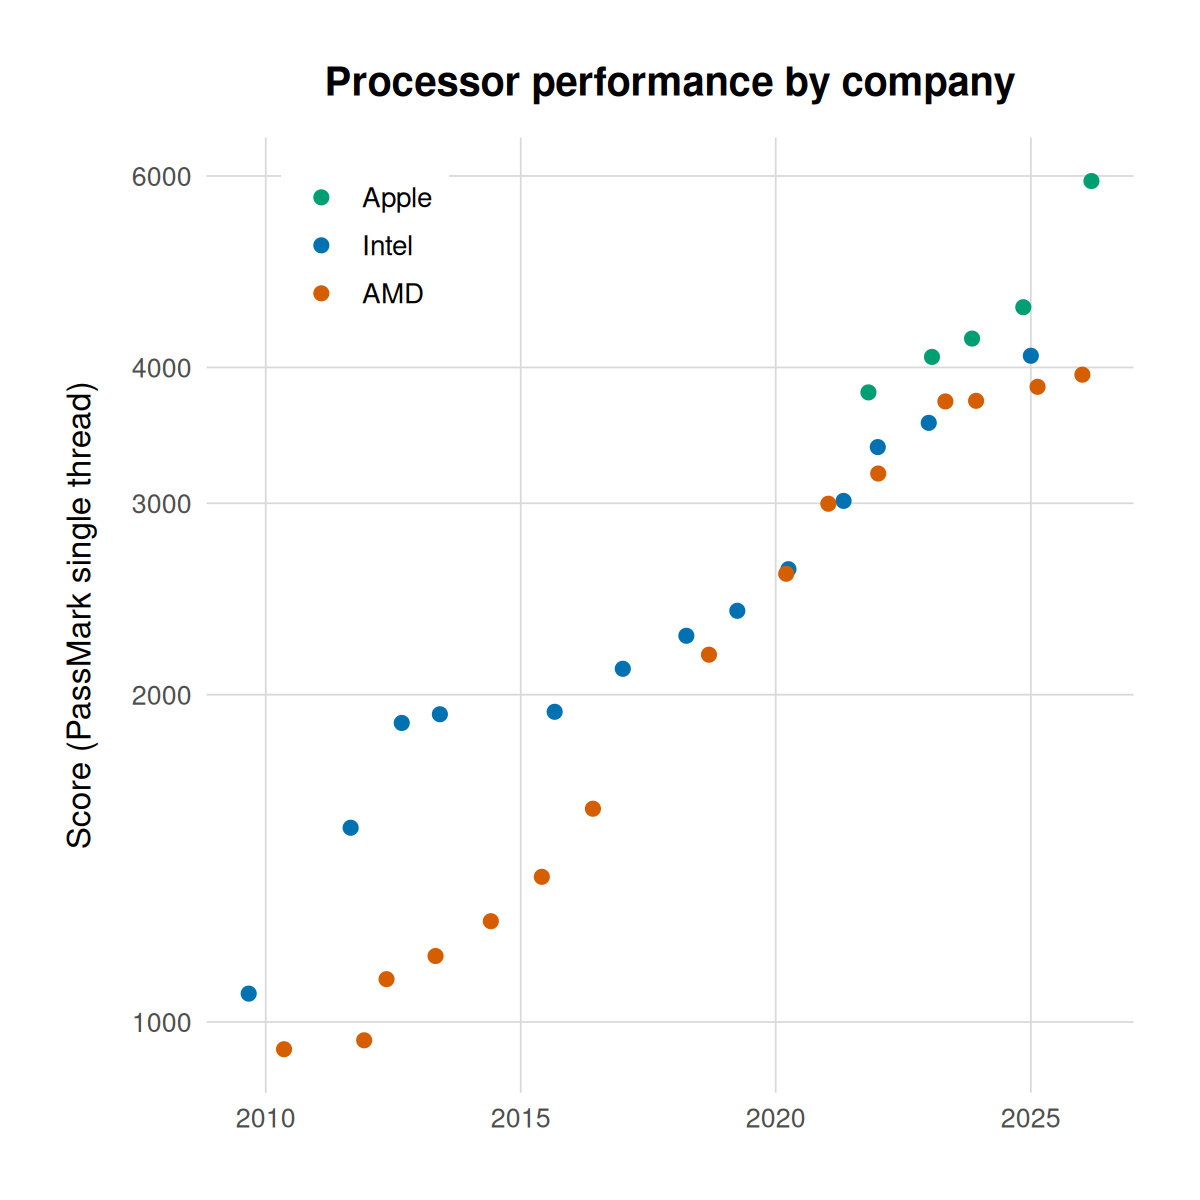 Processor performance by company
6000
Apple
Intel
AMD
4000
3000
2000
1000
Score (PassMark single thread)
2010 2015 2020 2025